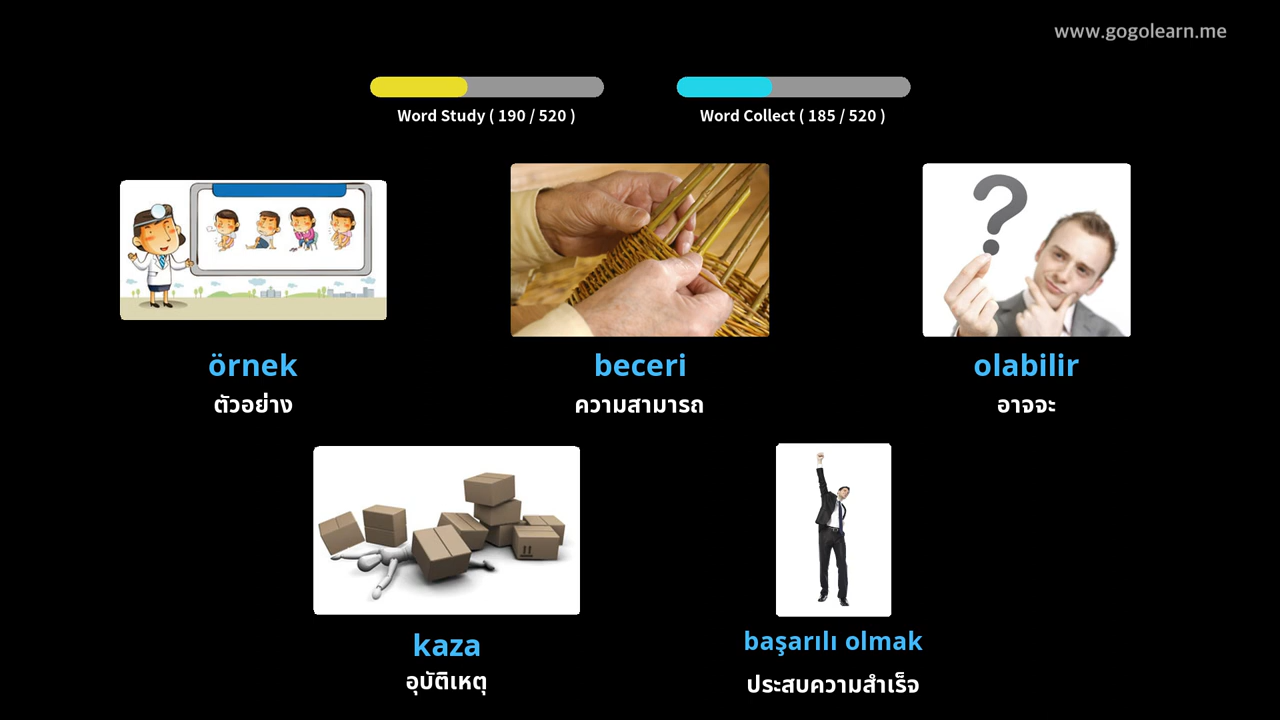 www.gogolearn.me
Word Study ( 190 / 520 )
Word Collect ( 185 / 520 )
örnek
ตัวอย่าง
beceri
ความสามารถ
olabilir
อาจจะ
kaza
อุบัติเหตุ
başarılı olmak
ประสบความสำเร็จ